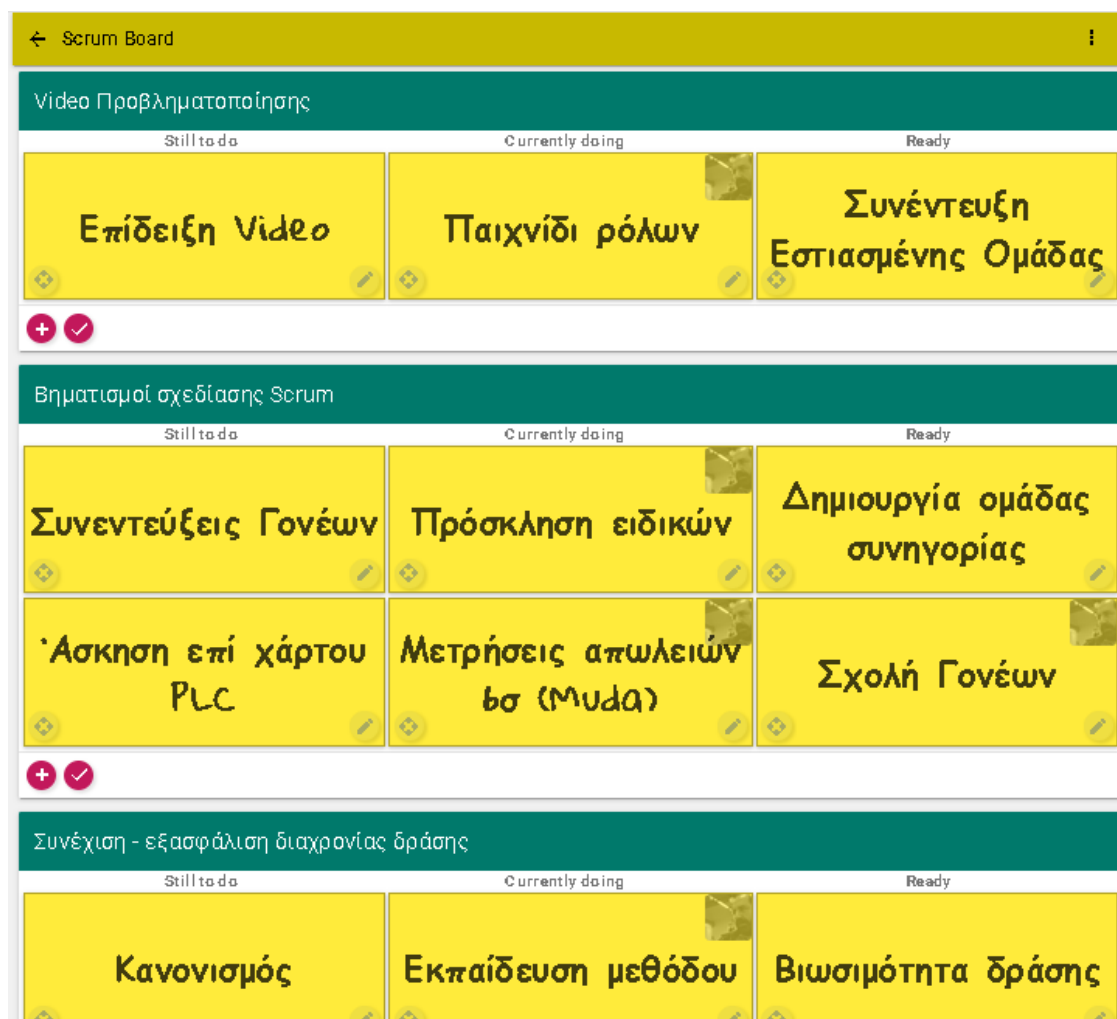 Scrum Board
Video Προβληματοποίησης
Still to do Currently doing Ready
Επίδειξη Video
Παιχνίδι ρόλων
Συνέντευξη
Εστιασμένης Ομάδας
Βηματισμοί σχεδίασης Scrum
Still to do Currently doing Ready
Συνεντεύξεις Γονέων
Πρόσκληση ειδικών
Δημιουργία ομάδας
συνηγορίας
Άσκηση επί χάρτου
PLC
Μετρήσεις απωλειών
6σ (Muda)
Σχολή Γονέων
Συνέχιση - εξασφάλιση διαχρονίας δράσης
Still to do Currently doing Ready
Κανονισμός
Εκπαίδευση μεθόδου
Βιωσιμότητα δράσης